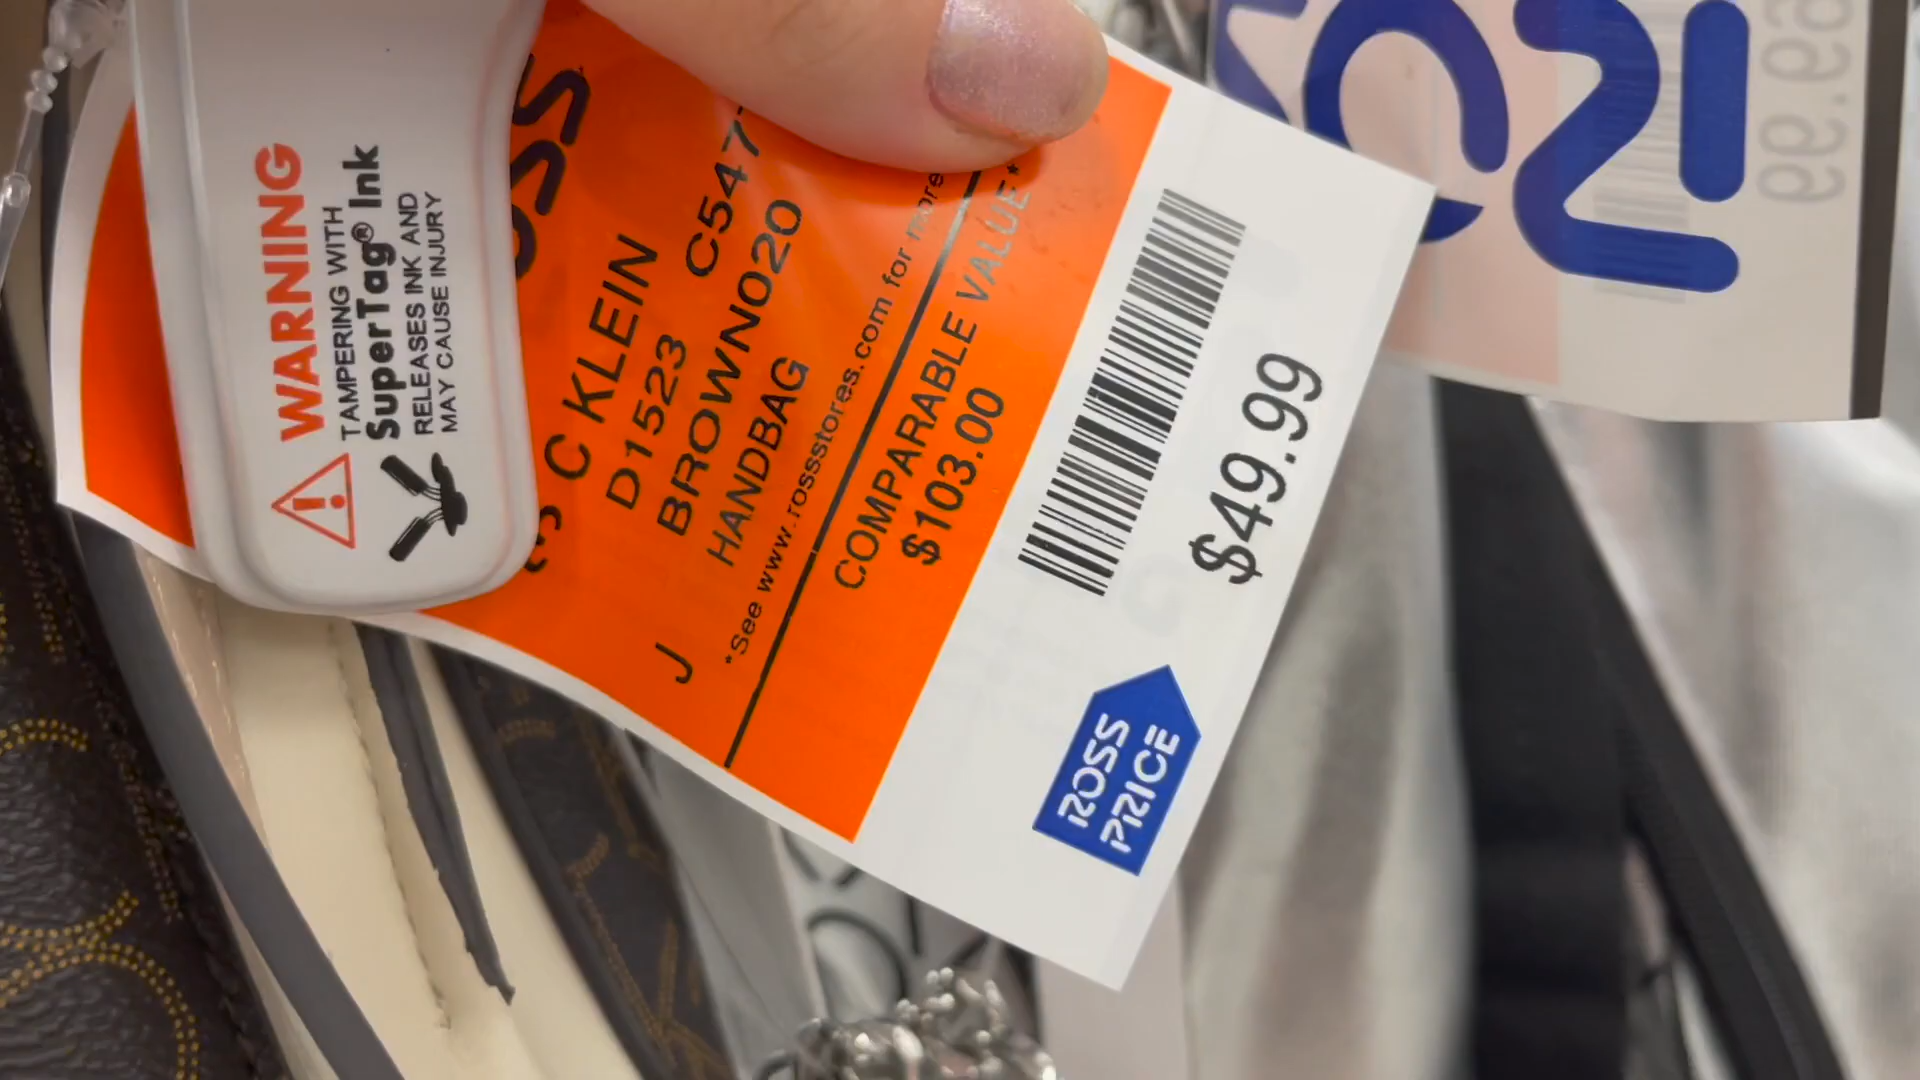 WARNING
TAMPERING WITH
SuperTag® Ink
RELEASES INK AND
MAY CAUSE INJURY
C KLEIN
D1523 C547
BROWN020
J HANDBAG
*See www.rossstores.com for more
COMPARABLE VALUE*
$103.00
$49.99
ROSS
PRICE